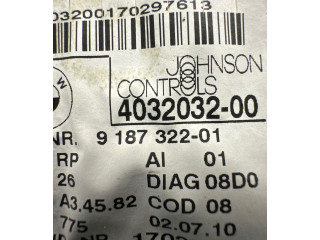 03200170297613
JOHNSON
CONTROLS
4032032-00
NR. 9 187 322-01
RP AI 01
26 DIAG 08D0
A3.45.82 COD 08
775 02.07.10